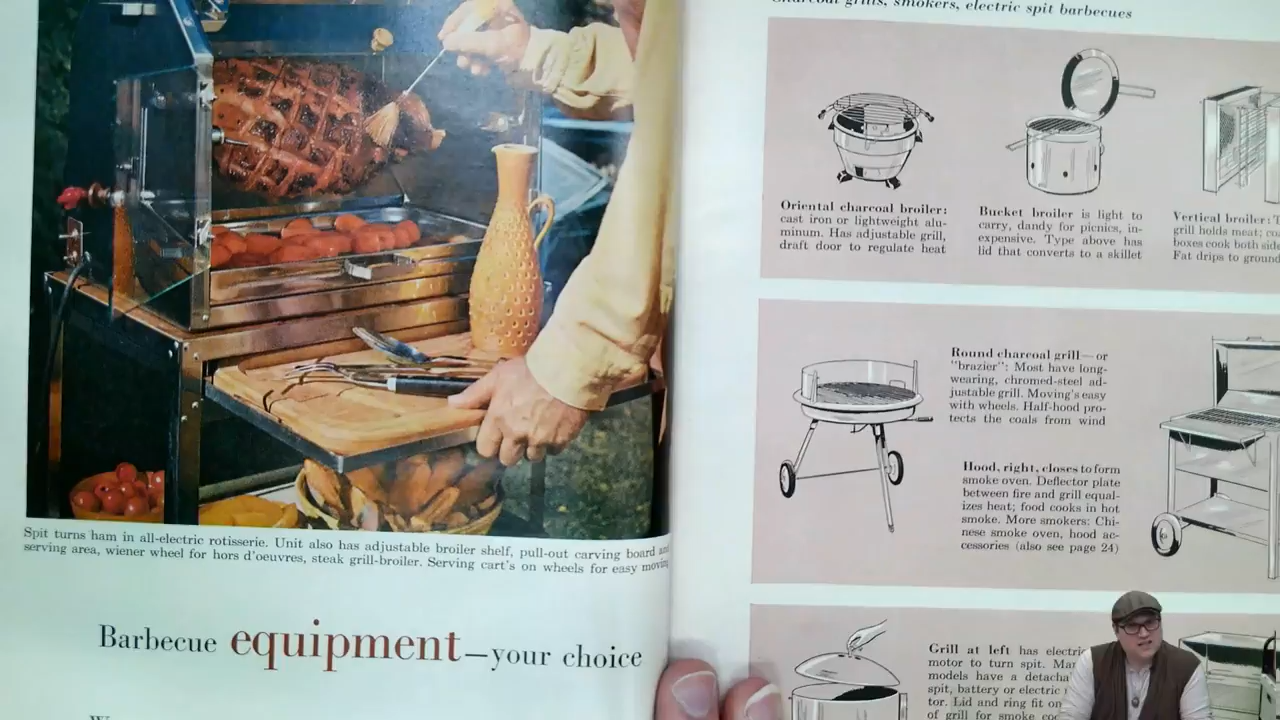 Spit turns ham in all-electric rotisserie. Unit also has adjustable broiler shelf, pull-out carving board and
serving area, wiener wheel for hors d'oeuvres, steak grill-broiler. Serving cart's on wheels for easy moving
Barbecue equipment—your choice
Charcoal grills, smokers, electric spit barbecues
Oriental charcoal broiler:
cast iron or lightweight alu-
minum. Has adjustable grill,
draft door to regulate heat
Bucket broiler is light to
carry, dandy for picnics, in-
expensive. Type above has
lid that converts to a skillet
Vertical broiler:
grill holds meat;
boxes cook both
Fat drips to ground
Round charcoal grill—or
"brazier": Most have long-
wearing, chromed-steel ad-
justable grill. Moving's easy
with wheels. Half-hood pro-
tects the coals from wind
Hood, right, closes to form
smoke oven. Deflector plate
between fire and grill equal-
izes heat; food cooks in hot
smoke. More smokers: Chi-
nese smoke oven, hood ac-
cessories (also see page 24)
Grill at left has electric
motor to turn spit.
models have a
spit, battery or electric
tor. Lid and ring fit on
of grill for smoke